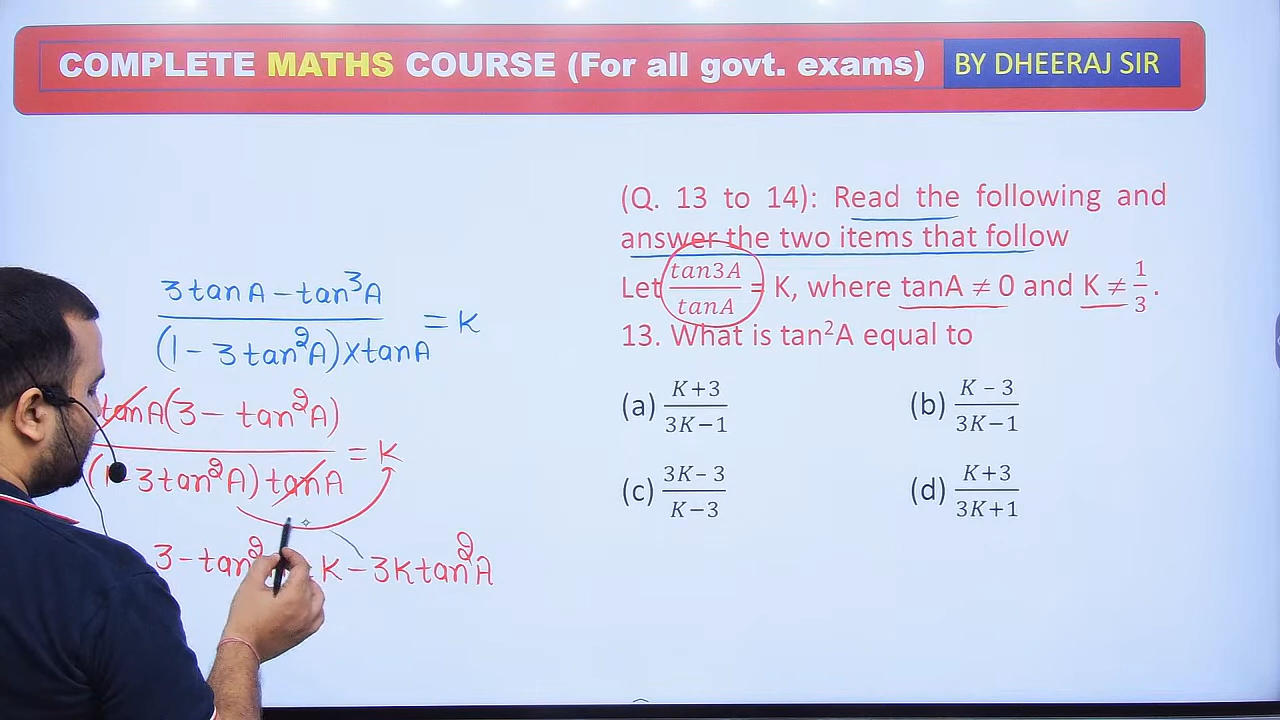 COMPLETE MATHS COURSE (For all govt. exams) BY DHEERAJ SIR
(Q. 13 to 14): Read the following and
answer the two items that follow
Let tan3A/tanA = K, where tanA ≠ 0 and K ≠ 1/3.
13. What is tan²A equal to
(a) K+3/3K−1
(b) K – 3/3K−1
(c) 3K– 3/K−3
(d) K+3/3K+1
3tanA – tan³A
(1 – 3tan²A)×tanA = K
tanA(3 – tan²A)
(1-3tan²A) tanA = K
3 – tan² K – 3Ktan²A